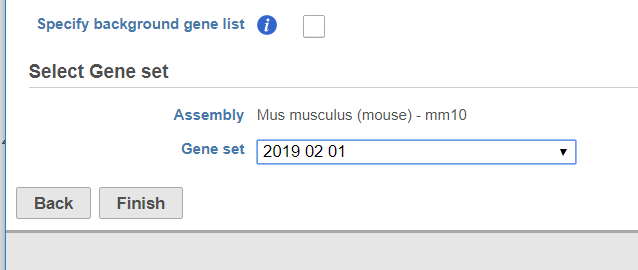 Specify background gene list i
Select Gene set
Assembly Mus musculus (mouse) - mm10
Gene set 2019 02 01
Back Finish